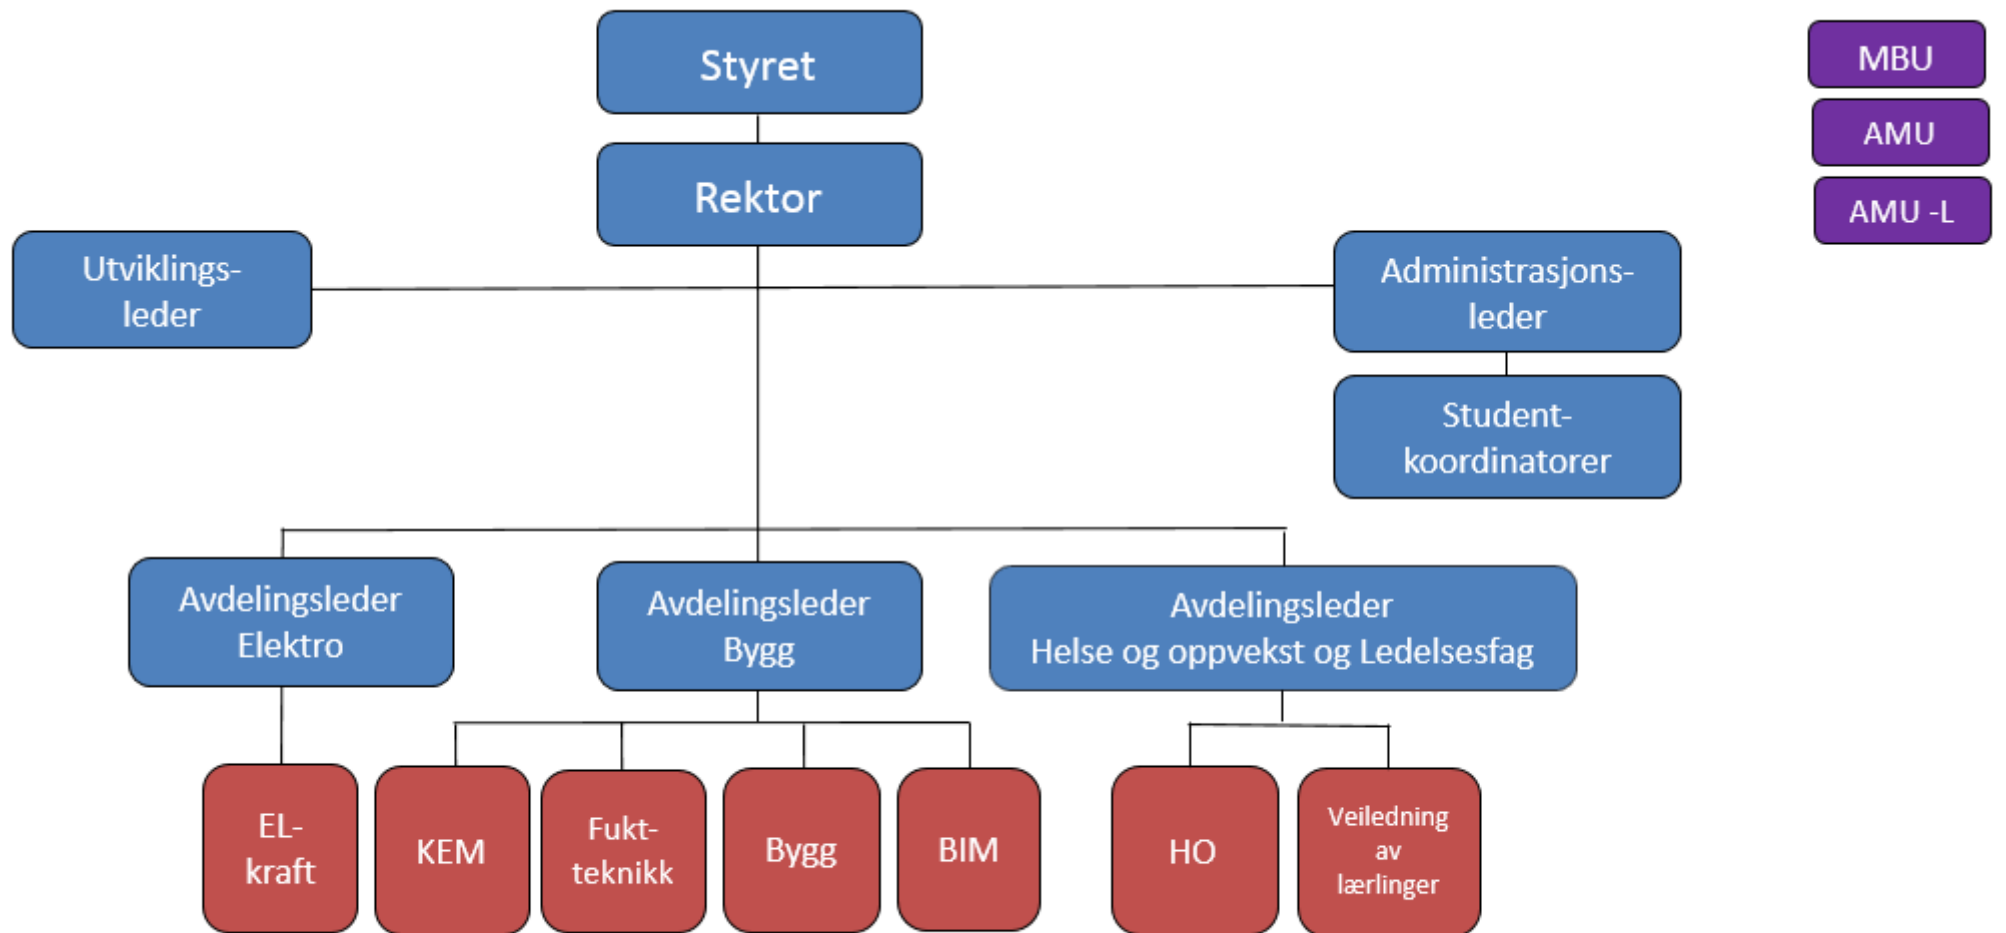 Styret
Rektor
MBU
AMU
AMU -L
Utviklings-
leder
Administrasjons-
leder
Student-
koordinatorer
Avdelingsleder
Elektro
Avdelingsleder
Bygg
Avdelingsleder
Helse og oppvekst og Ledelsesfag
EL-
kraft
KEM
Fukt-
teknikk
Bygg
BIM
HO
Veiledning
av
lærlinger